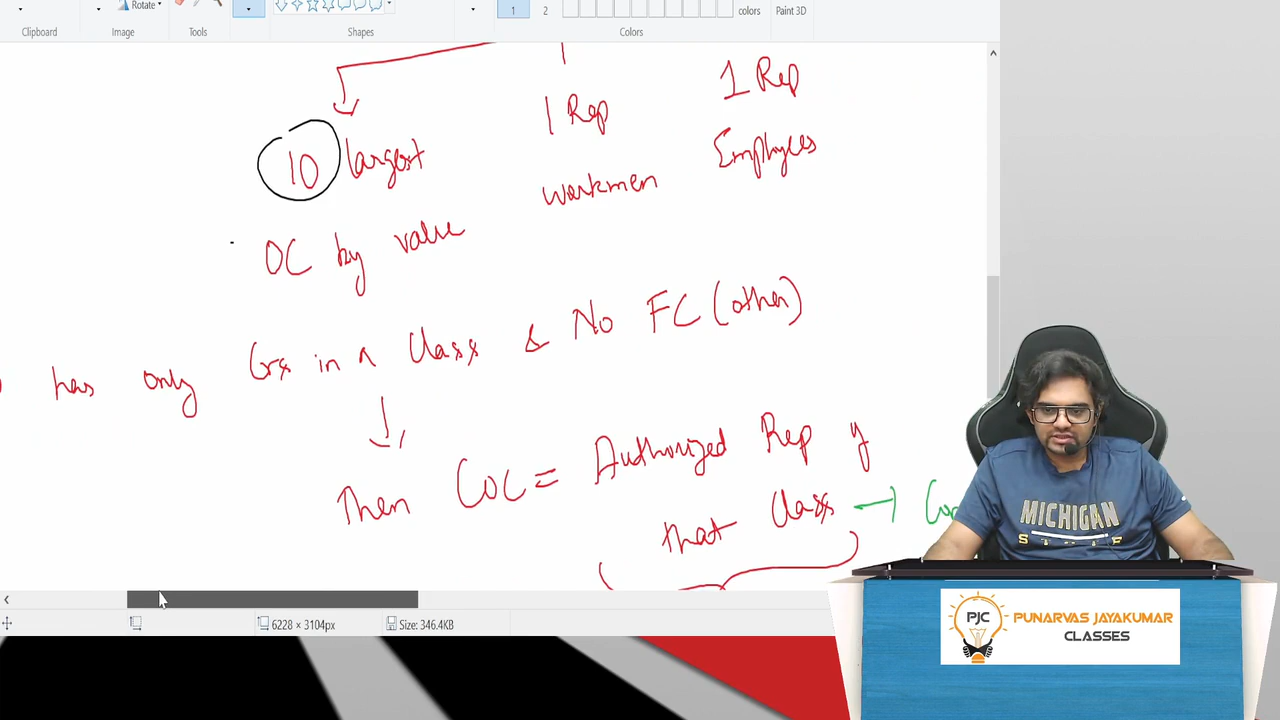 Rotate
1
2
Paint 3D
colors
Clipboard
Image
Tools
Shapes
Colors
1 Rep
1 Rep
10 largest
Employees
workmen
OC by value
has only Crs in a Class & No FC (other)
Then COC = Authorized Rep
that Class →
6228 × 3104px
Size: 346.4KB
MICHIGAN
PJC
PUNARVAS JAYAKUMAR
CLASSES